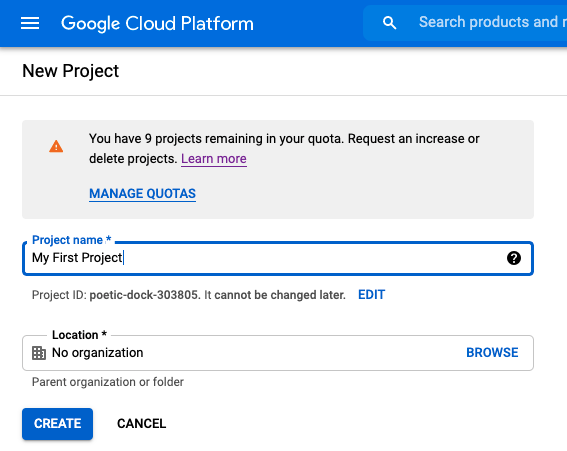 Google Cloud Platform
Search products and r
New Project
You have 9 projects remaining in your quota. Request an increase or
delete projects. Learn more
MANAGE QUOTAS
Project name *
My First Project
Project ID: poetic-dock-303805. It cannot be changed later. EDIT
Location *
No organization BROWSE
Parent organization or folder
CREATE CANCEL